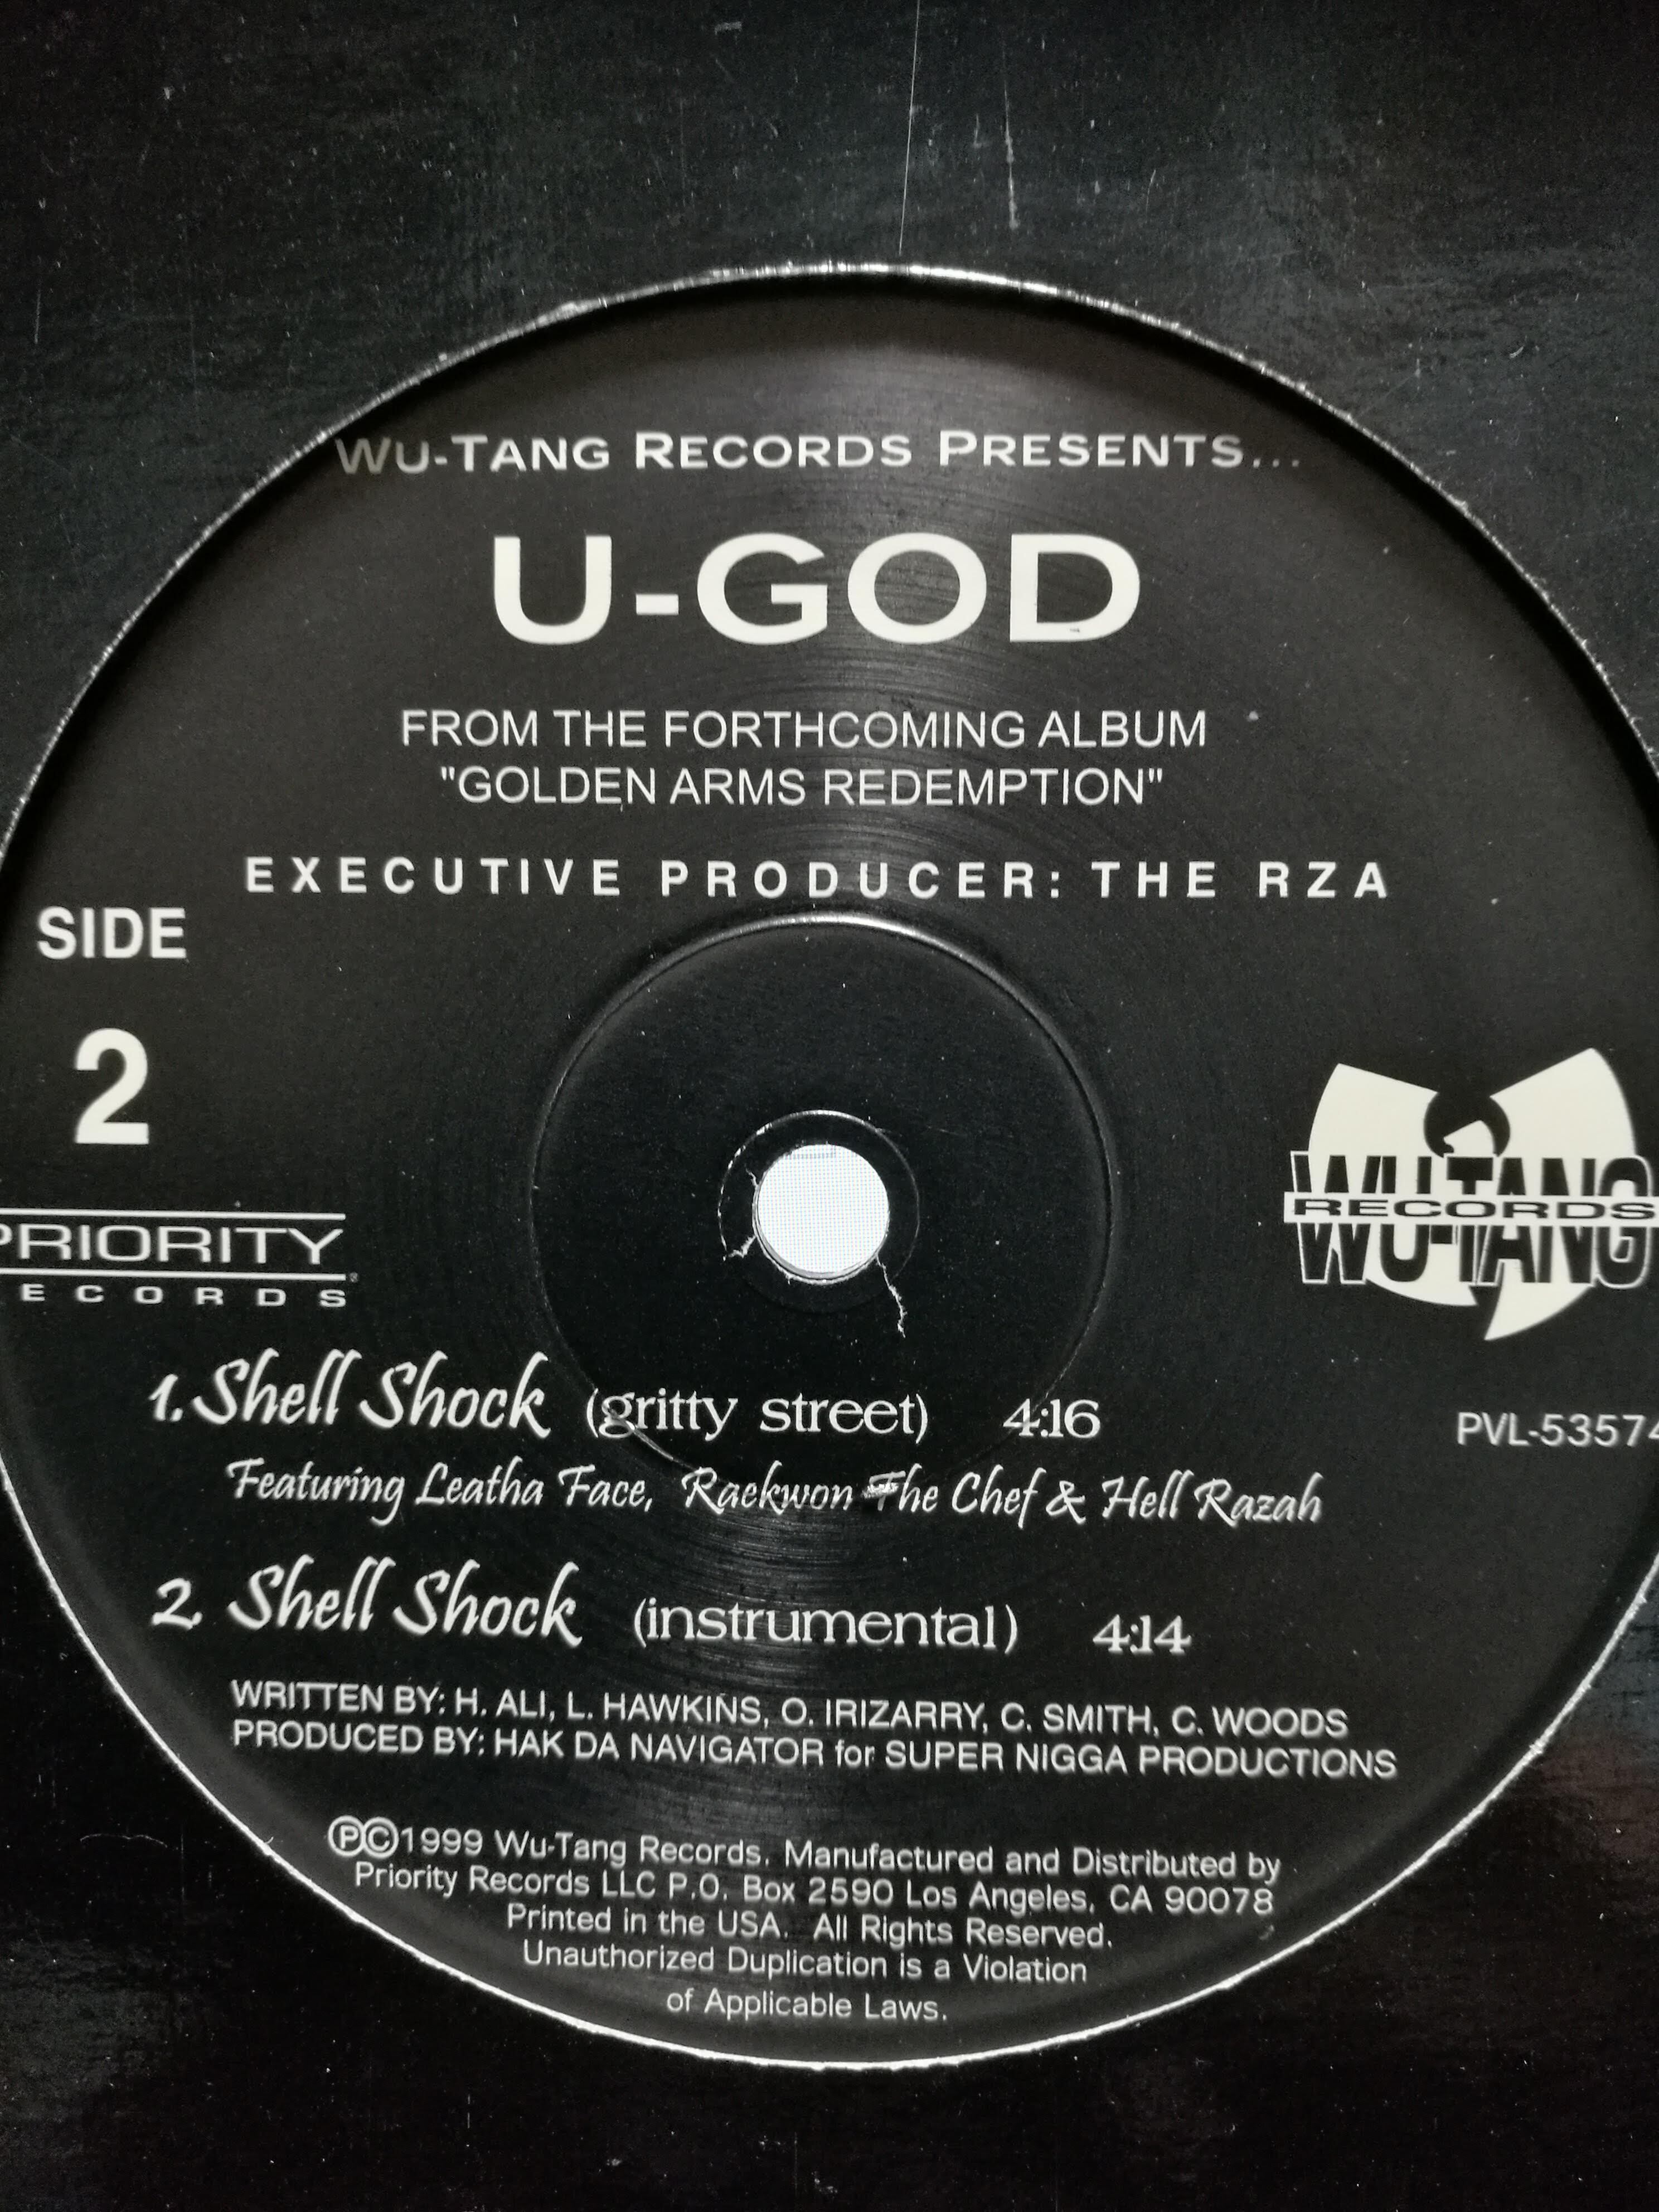 WU-TANG RECORDS PRESENTS...
U-GOD
FROM THE FORTHCOMING ALBUM
"GOLDEN ARMS REDEMPTION"
EXECUTIVE PRODUCER: THE RZA
SIDE
2
PRIORITY
ECORDS
WU-TANG
RECORDS
WU-TANG
1. Shell Shock (gritty street) 4:16
PVL-53574
Featuring Leatha Face, Raekwon The Chef & Hell Razah
2 Shell Shock (instrumental) 4:14
WRITTEN BY: H. ALI, L. HAWKINS, O. IRIZARRY, C. SMITH, C. WOODS
PRODUCED BY: HAK DA NAVIGATOR for SUPER NIGGA PRODUCTIONS
℗©1999 Wu-Tang Records. Manufactured and Distributed by
Priority Records LLC P.O. Box 2590 Los Angeles, CA 90078
Printed in the USA. All Rights Reserved.
Unauthorized Duplication is a Violation
of Applicable Laws.